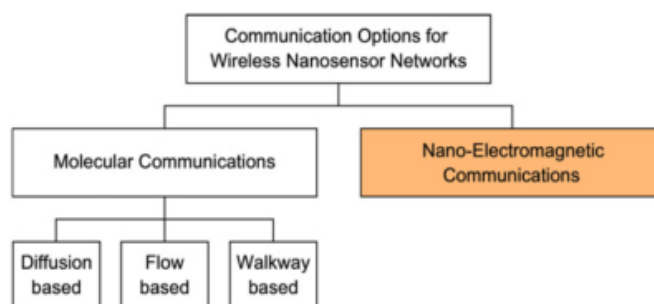 Communication Options for
Wireless Nanosensor Networks
Molecular Communications
Nano-Electromagnetic
Communications
Diffusion
based
Flow
based
Walkway
based